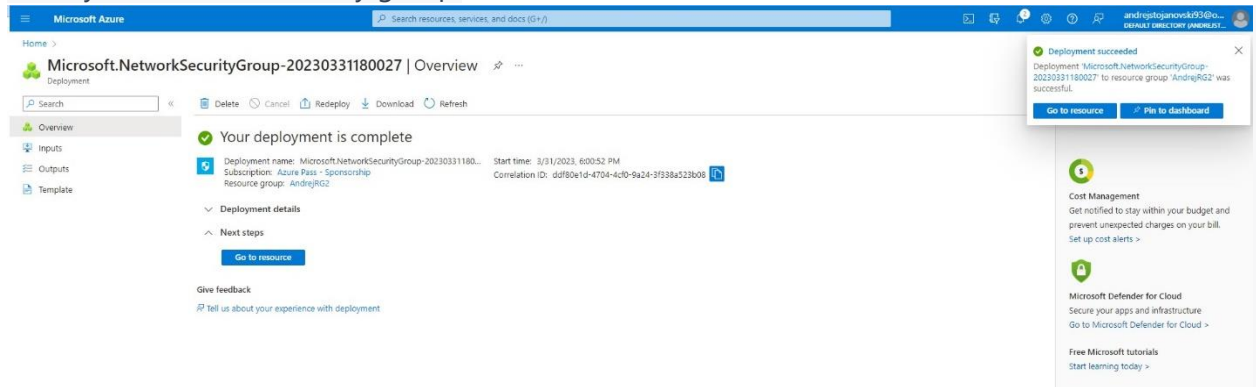 Microsoft Azure
Search resources, services, and docs (G+/)
andrejstojanovski93@o...
DEFAULT DIRECTORY (ANDREJST...
Home >
Microsoft.NetworkSecurityGroup-20230331180027 | Overview
Deployment
Search
Delete Cancel Redeploy Download Refresh
Overview
Inputs
Outputs
Template
Your deployment is complete
Deployment name: Microsoft.NetworkSecurityGroup-20230331180...
Subscription: Azure Pass - Sponsorship
Resource group: AndrejRG2
Start time: 3/31/2023, 6:00:52 PM
Correlation ID: ddf80e1d-4704-4cf0-9a24-3f338a523b08
Deployment details
Next steps
Go to resource
Give feedback
Tell us about your experience with deployment
Deployment succeeded
Deployment 'Microsoft.NetworkSecurityGroup-
20230331180027' to resource group 'AndrejRG2' was
successful.
Go to resource Pin to dashboard
Cost Management
Get notified to stay within your budget and
prevent unexpected charges on your bill.
Set up cost alerts >
Microsoft Defender for Cloud
Secure your apps and infrastructure
Go to Microsoft Defender for Cloud >
Free Microsoft tutorials
Start learning today >